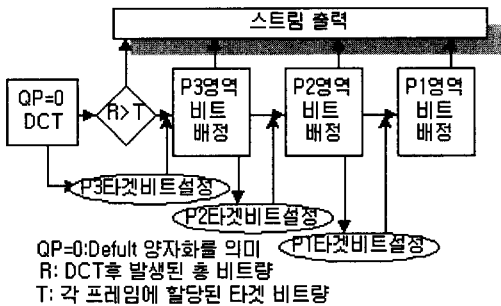 스트림 출력
QP=0
DCT
R>T
P3영역
비트
배정
P2영역
비트
배정
P1영역
비트
배정
P3타겟비트설정
P2타겟비트설정
P1타겟비트설정
QP=0:Defult 양자화률 의미
R: DCT후 발생된 총 비트량
T: 각 프레임에 할당된 타겟 비트량